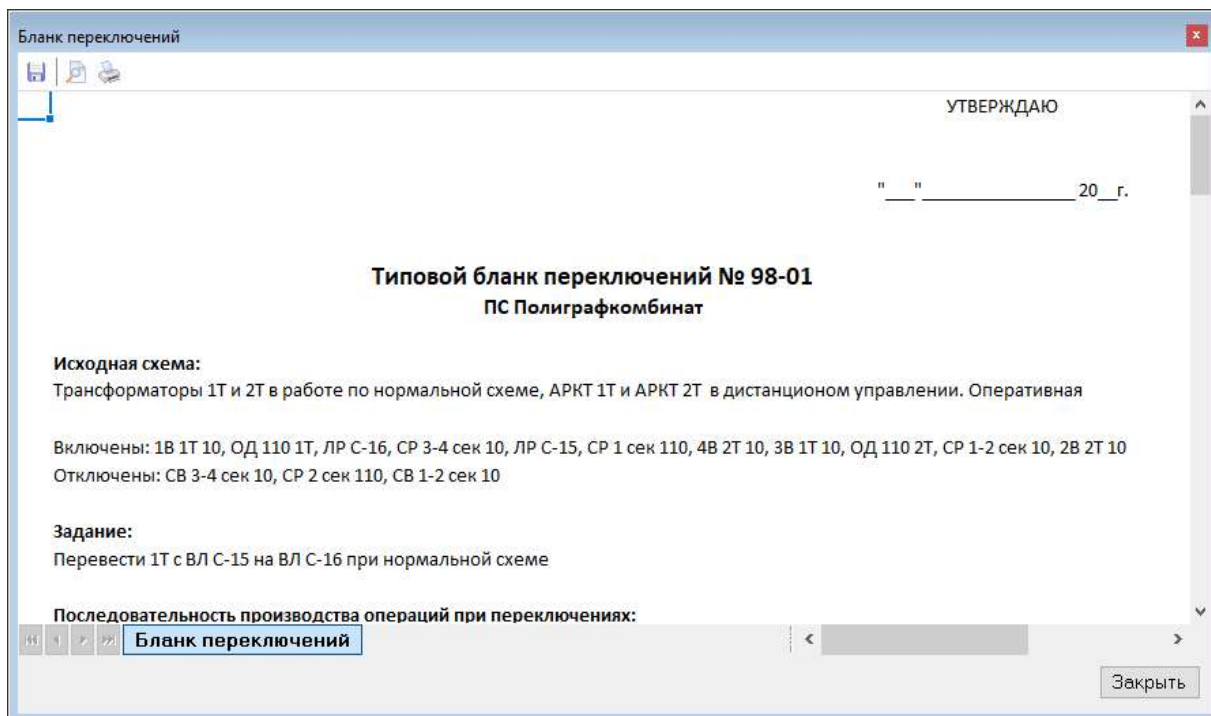 Бланк переключений
УТВЕРЖДАЮ
"___"___________________ 20__г.
Типовой бланк переключений № 98-01
ПС Полиграфкомбинат
Исходная схема:
Трансформаторы 1Т и 2Т в работе по нормальной схеме, АРКТ 1Т и АРКТ 2Т в дистанционом управлении. Оперативная
Включены: 1В 1Т 10, ОД 110 1Т, ЛР С-16, СР 3-4 сек 10, ЛР С-15, СР 1 сек 110, 4В 2Т 10, 3В 1Т 10, ОД 110 2Т, СР 1-2 сек 10, 2В 2Т 10
Отключены: СВ 3-4 сек 10, СР 2 сек 110, СВ 1-2 сек 10
Задание:
Перевести 1Т с ВЛ С-15 на ВЛ С-16 при нормальной схеме
Последовательность производства операций при переключениях:
Бланк переключений
Закрыть